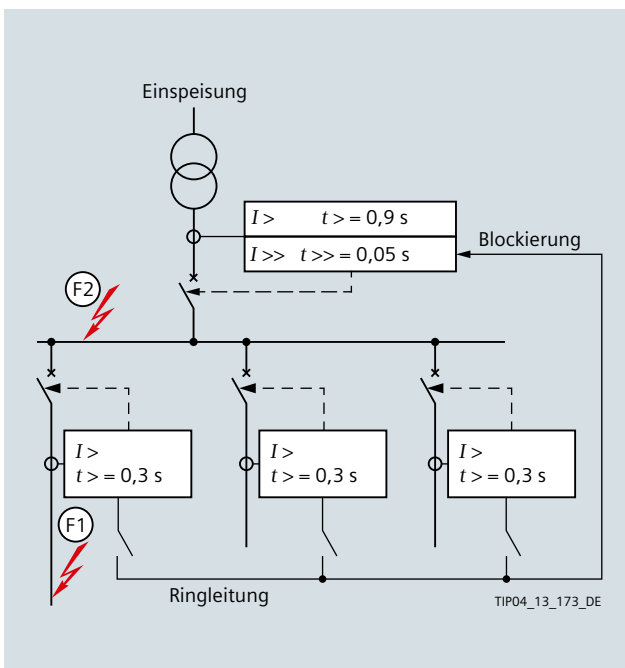 Einspeisung
I > t > = 0,9 s
I >> t >> = 0,05 s
Blockierung
F2
I >
t > = 0,3 s
I >
t > = 0,3 s
I >
t > = 0,3 s
F1
Ringleitung
TIP04_13_173_DE